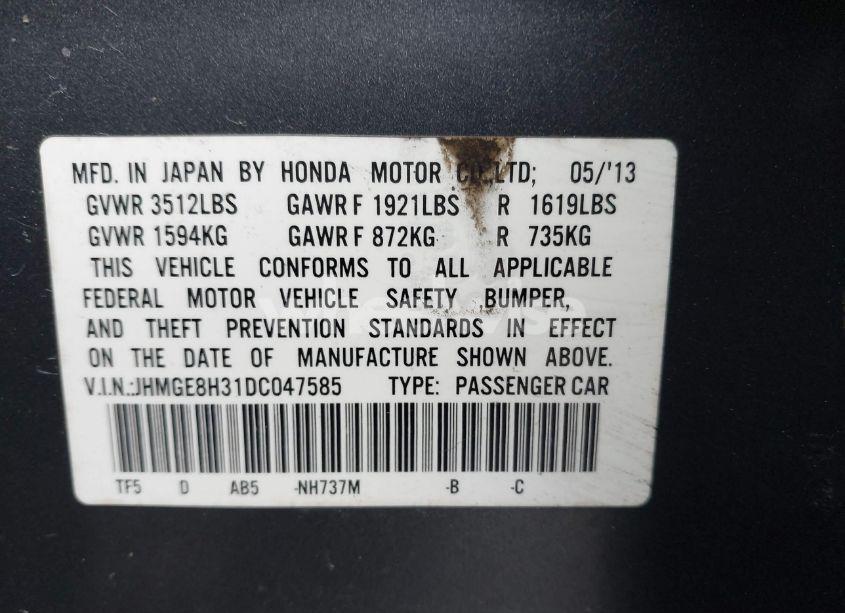 MFD. IN JAPAN BY HONDA MOTOR CO.,LTD; 05/'13
GVWR 3512LBS GAWR F 1921LBS R 1619LBS
GVWR 1594KG GAWR F 872KG R 735KG
THIS VEHICLE CONFORMS TO ALL APPLICABLE
FEDERAL MOTOR VEHICLE SAFETY ,BUMPER,
AND THEFT PREVENTION STANDARDS IN EFFECT
ON THE DATE OF MANUFACTURE SHOWN ABOVE.
V.I.N.:JHMGE8H31DC047585 TYPE: PASSENGER CAR
TF5 D AB5 -NH737M -B -C